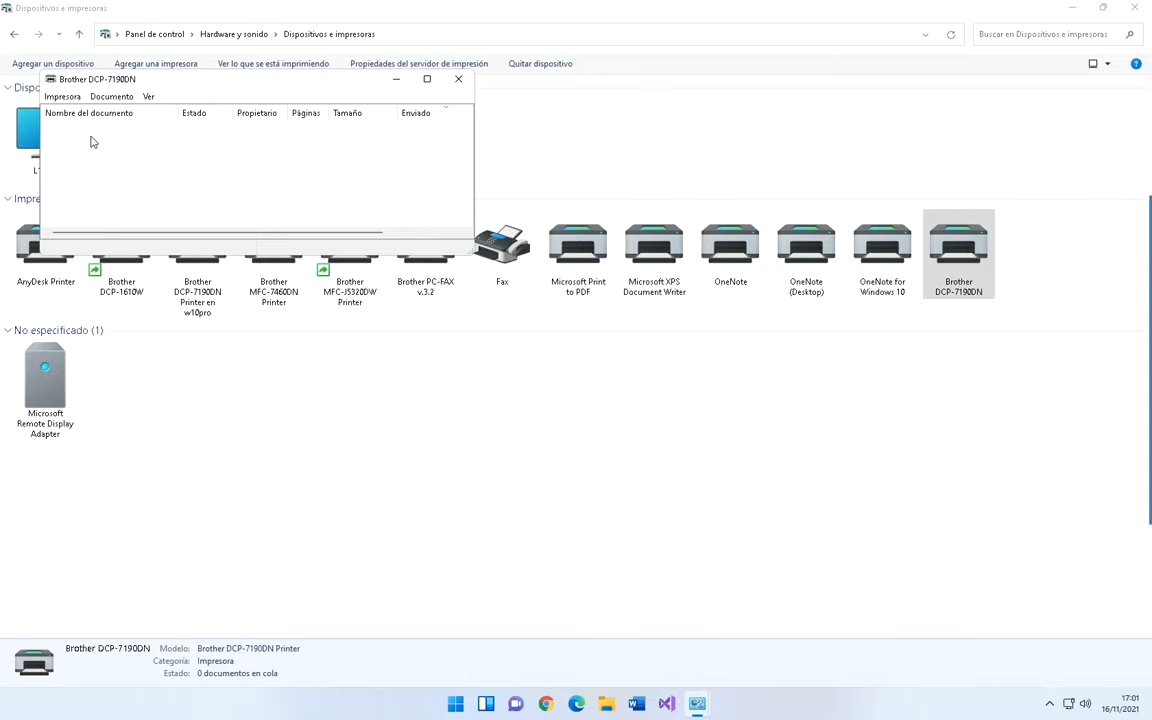 Dispositivos e impresoras
Panel de control > Hardware y sonido > Dispositivos e impresoras
Buscar en Dispositivos e impresoras
Agregar un dispositivo Agregar una impresora Ver lo que se está imprimiendo Propiedades del servidor de impresión Quitar dispositivo
Brother DCP-7190DN
Impresora Documento Ver
Nombre del documento Estado Propietario Páginas Tamaño Enviado
AnyDesk Printer
Brother
DCP-1610W
Brother
DCP-7190DN
Printer en
w10pro
Brother
MFC-7460DN
Printer
Brother
MFC-J5320DW
Printer
Brother PC-FAX
v.3.2
Fax
Microsoft Print
to PDF
Microsoft XPS
Document Writer
OneNote
OneNote
(Desktop)
OneNote for
Windows 10
Brother
DCP-7190DN
No especificado (1)
Microsoft
Remote Display
Adapter
Brother DCP-7190DN Modelo: Brother DCP-7190DN Printer
Categoría: Impresora
Estado: 0 documentos en cola
17:01
16/11/2021